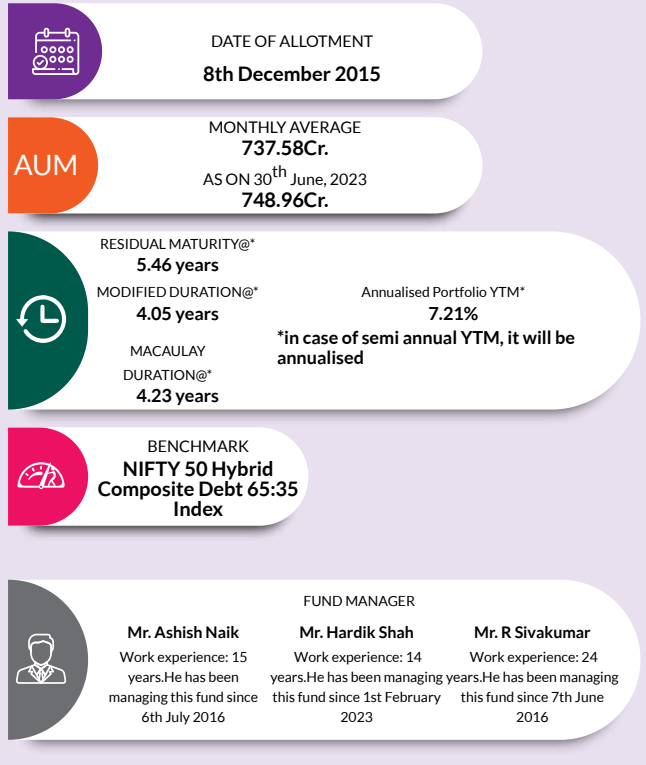 DATE OF ALLOTMENT
8th December 2015
AUM
MONTHLY AVERAGE
737.58Cr.
AS ON 30th June, 2023
748.96Cr.
RESIDUAL MATURITY@*
5.46 years
MODIFIED DURATION@*
4.05 years
MACAULAY
DURATION@*
4.23 years
Annualised Portfolio YTM*
7.21%
*in case of semi annual YTM, it will be
annualised
BENCHMARK
NIFTY 50 Hybrid
Composite Debt 65:35
Index
FUND MANAGER
Mr. Ashish Naik
Work experience: 15
years.He has been
managing this fund since
6th July 2016
Mr. Hardik Shah
Work experience: 14
years.He has been managing
this fund since 1st February
2023
Mr. R Sivakumar
Work experience: 24
years.He has been managing
this fund since 7th June
2016